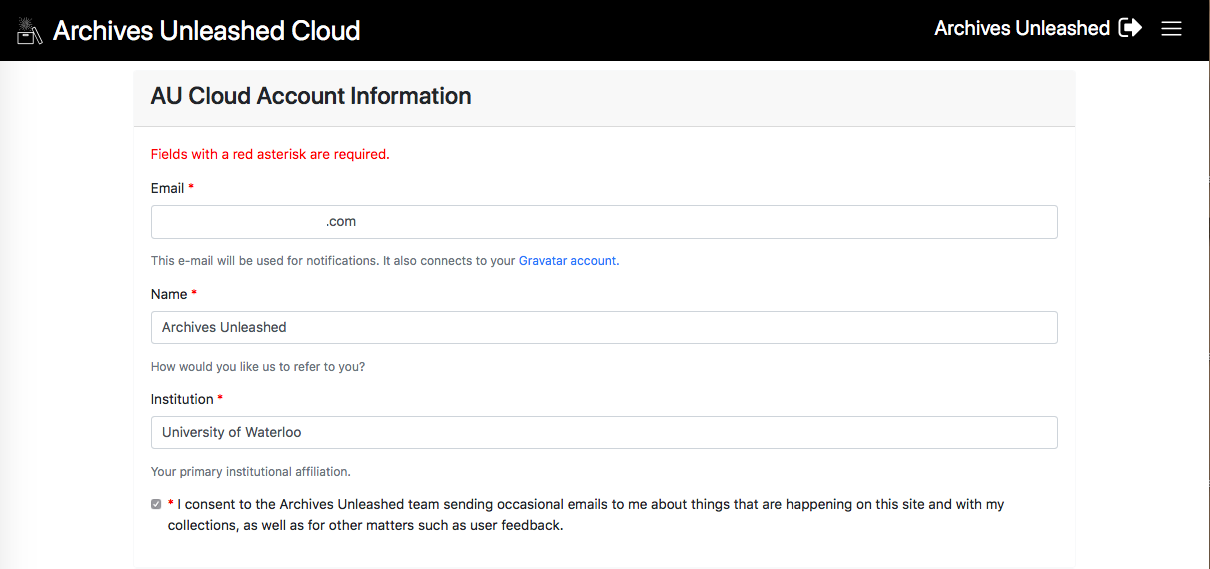 Archives Unleashed Cloud
Archives Unleashed
AU Cloud Account Information
Fields with a red asterisk are required.
Email *
.com
This e-mail will be used for notifications. It also connects to your Gravatar account.
Name *
Archives Unleashed
How would you like us to refer to you?
Institution *
University of Waterloo
Your primary institutional affiliation.
* I consent to the Archives Unleashed team sending occasional emails to me about things that are happening on this site and with my
collections, as well as for other matters such as user feedback.